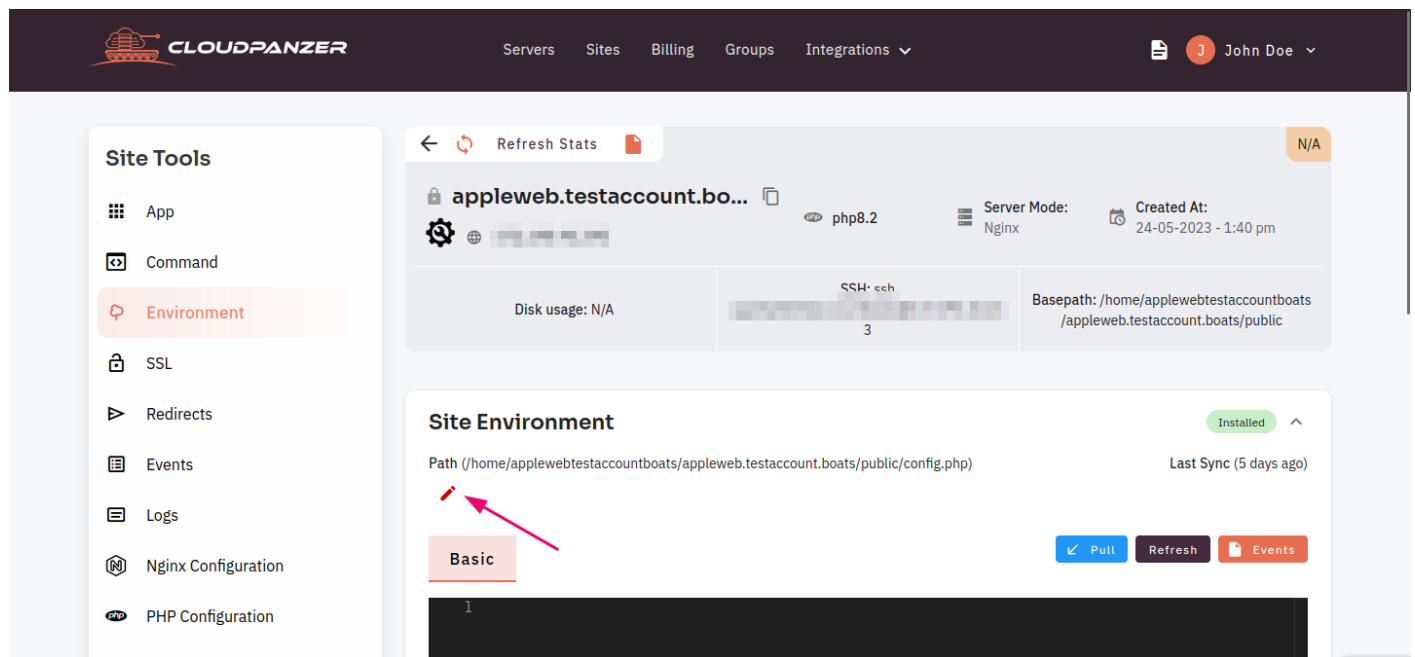 CLOUDPANZER
Servers Sites Billing Groups Integrations
J John Doe
Site Tools
App
Command
Environment
SSL
Redirects
Events
Logs
Nginx Configuration
php PHP Configuration
Refresh Stats
N/A
appleweb.testaccount.bo...
php php8.2
Server Mode:
Nginx
Created At:
24-05-2023 - 1:40 pm
Disk usage: N/A
SSH: ssh
3
Basepath: /home/applewebtestaccountboats
/appleweb.testaccount.boats/public
Site Environment
Installed
Path (/home/applewebtestaccountboats/appleweb.testaccount.boats/public/config.php)
Last Sync (5 days ago)
Basic
Pull Refresh Events
1